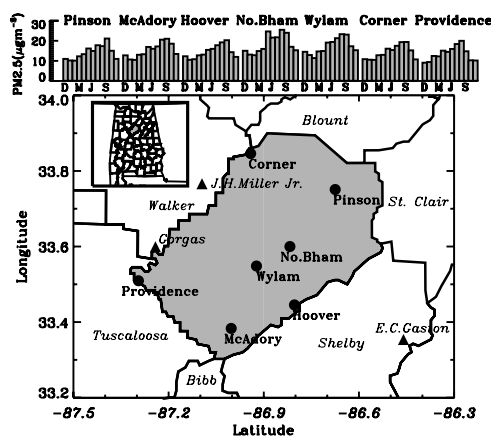 Pinson McAdory Hoover No.Bham Wylam Corner Providence
PM2.5(μgm⁻³)
30
20
10
0
D M J S D M J S D M J S D M J S D M J S D M J S D M J S
34.0
33.8
33.6
33.4
33.2
Longitude
Blount
Corner
J.H.Miller Jr.
Walker
Pinson
St. Clair
Gorgas
No.Bham
Wylam
Providence
Hoover
McAdory
Tuscaloosa
E.C.Gaston
Shelby
Bibb
-87.5 -87.2 -86.9 -86.6 -86.3
Latitude